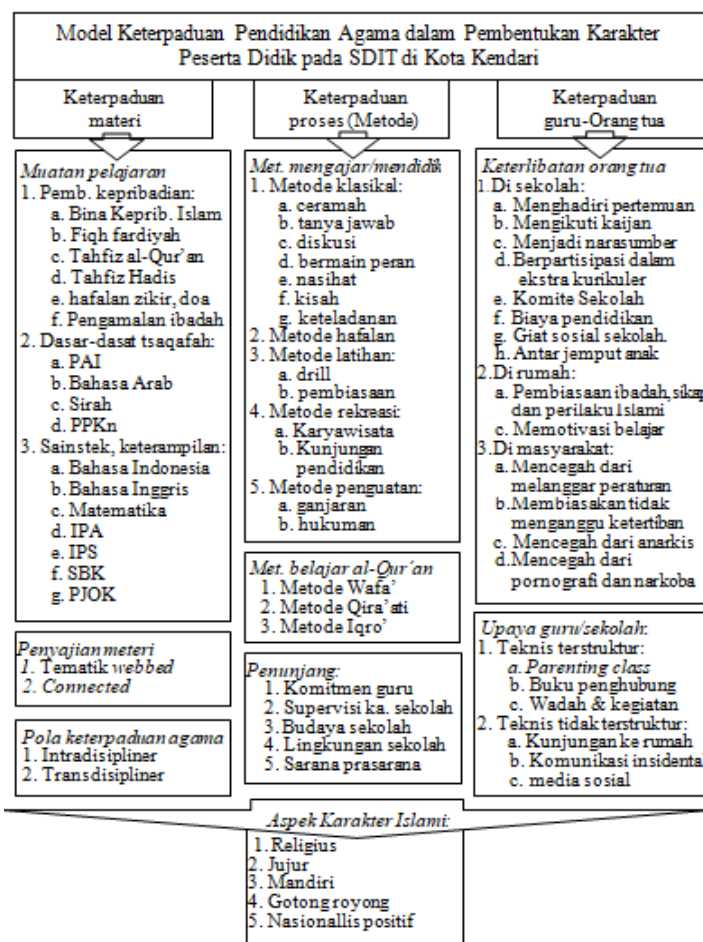 Model Keterpaduan Pendidikan Agama dalam Pembentukan Karakter
Peserta Didik pada SDIT di Kota Kendari
Keterpaduan
materi
Muatan pelajaran
1. Pemb. kepribadian:
a. Bina Keprib. Islam
b. Fiqh fardiyah
c. Tahfiz al-Qur'an
d. Tahfiz Hadis
e. hafalan zikir, doa
f. Pengamalan ibadah
2. Dasar-dasat tsaqafah:
a. PAI
b. Bahasa Arab
c. Sirah
d. PPKn
3. Sainstek, keterampilan:
a. Bahasa Indonesia
b. Bahasa Inggris
c. Matematika
d. IPA
e. IPS
f. SBK
g. PJOK
Penyajian meteri
1. Tematik webbed
2. Connected
Pola keterpaduan agama
1. Intradisipliner
2. Transdisipliner
Keterpaduan
proses (Metode)
Met. mengajar/mendidik
1. Metode klasikal:
a. ceramah
b. tanya jawab
c. diskusi
d. bermain peran
e. nasihat
f. kisah
g. keteladanan
2. Metode hafalan
3. Metode latihan:
a. drill
b. pembiasaan
4. Metode rekreasi:
a. Karyawisata
b. Kunjungan
pendidikan
5. Metode penguatan:
a. ganjaran
b. hukuman
Met. belajar al-Qur'an
1. Metode Wafa'
2. Metode Qira'ati
3. Metode Iqro'
Penunjang:
1. Komitmen guru
2. Supervisi ka. sekolah
3. Budaya sekolah
4. Lingkungan sekolah
5. Sarana prasarana
Keterpaduan
guru-Orang tua
Keterlibatan orang tua
1.Di sekolah:
a. Menghadiri pertemuan
b. Mengikuti kaijan
c. Menjadi narasumber
d. Berpartisipasi dalam
ekstra kurikuler
e. Komite Sekolah
f. Biaya pendidikan
g. Giat sosial sekolah.
h. Antar jemput anak
2.Di rumah:
a. Pembiasaan ibadah, sikap
dan perilaku Islami
c. Memotivasi belajar
3.Di masyarakat:
a. Mencegah dari
melanggar peraturan
b. Membiasakan tidak
menganggu ketertiban
c. Mencegah dari anarkis
d. Mencegah dari
pornografi dan narkoba
Upaya guru/sekolah:
1. Teknis terstruktur:
a. Parenting class
b. Buku penghubung
c. Wadah & kegiatan
2. Teknis tidak terstruktur:
a. Kunjungan ke rumah
b. Komunikasi insidental
c. media sosial
Aspek Karakter Islami:
1. Religius
2. Jujur
3. Mandiri
4. Gotong royong
5. Nasionallis positif